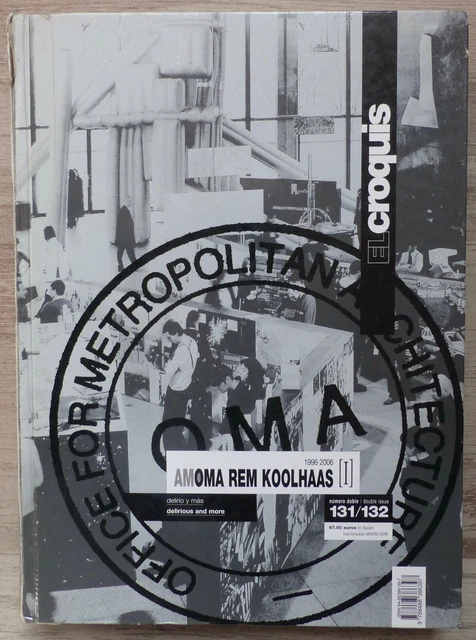 EL croquis
OFFICE FOR METROPOLITAN ARCHITECTURE
OMA
1996 2006
AMOMA REM KOOLHAAS [I]
delirio y más
delirious and more
número doble / double issue
131/132
67.00 euros in Spain